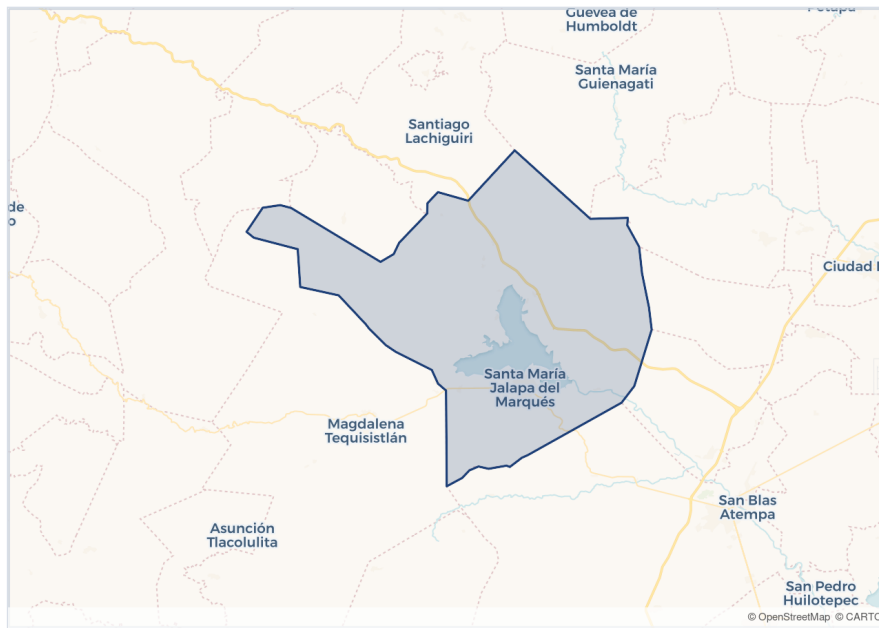 Guevea de
Humboldt
Santa María
Guienagati
Santiago
Lachiguiri
de
o
Ciudad I
Santa María
Jalapa del
Marqués
Magdalena
Tequisistlán
San Blas
Atempa
Asunción
Tlacolulita
San Pedro
Huilotepec
© OpenStreetMap © CARTO